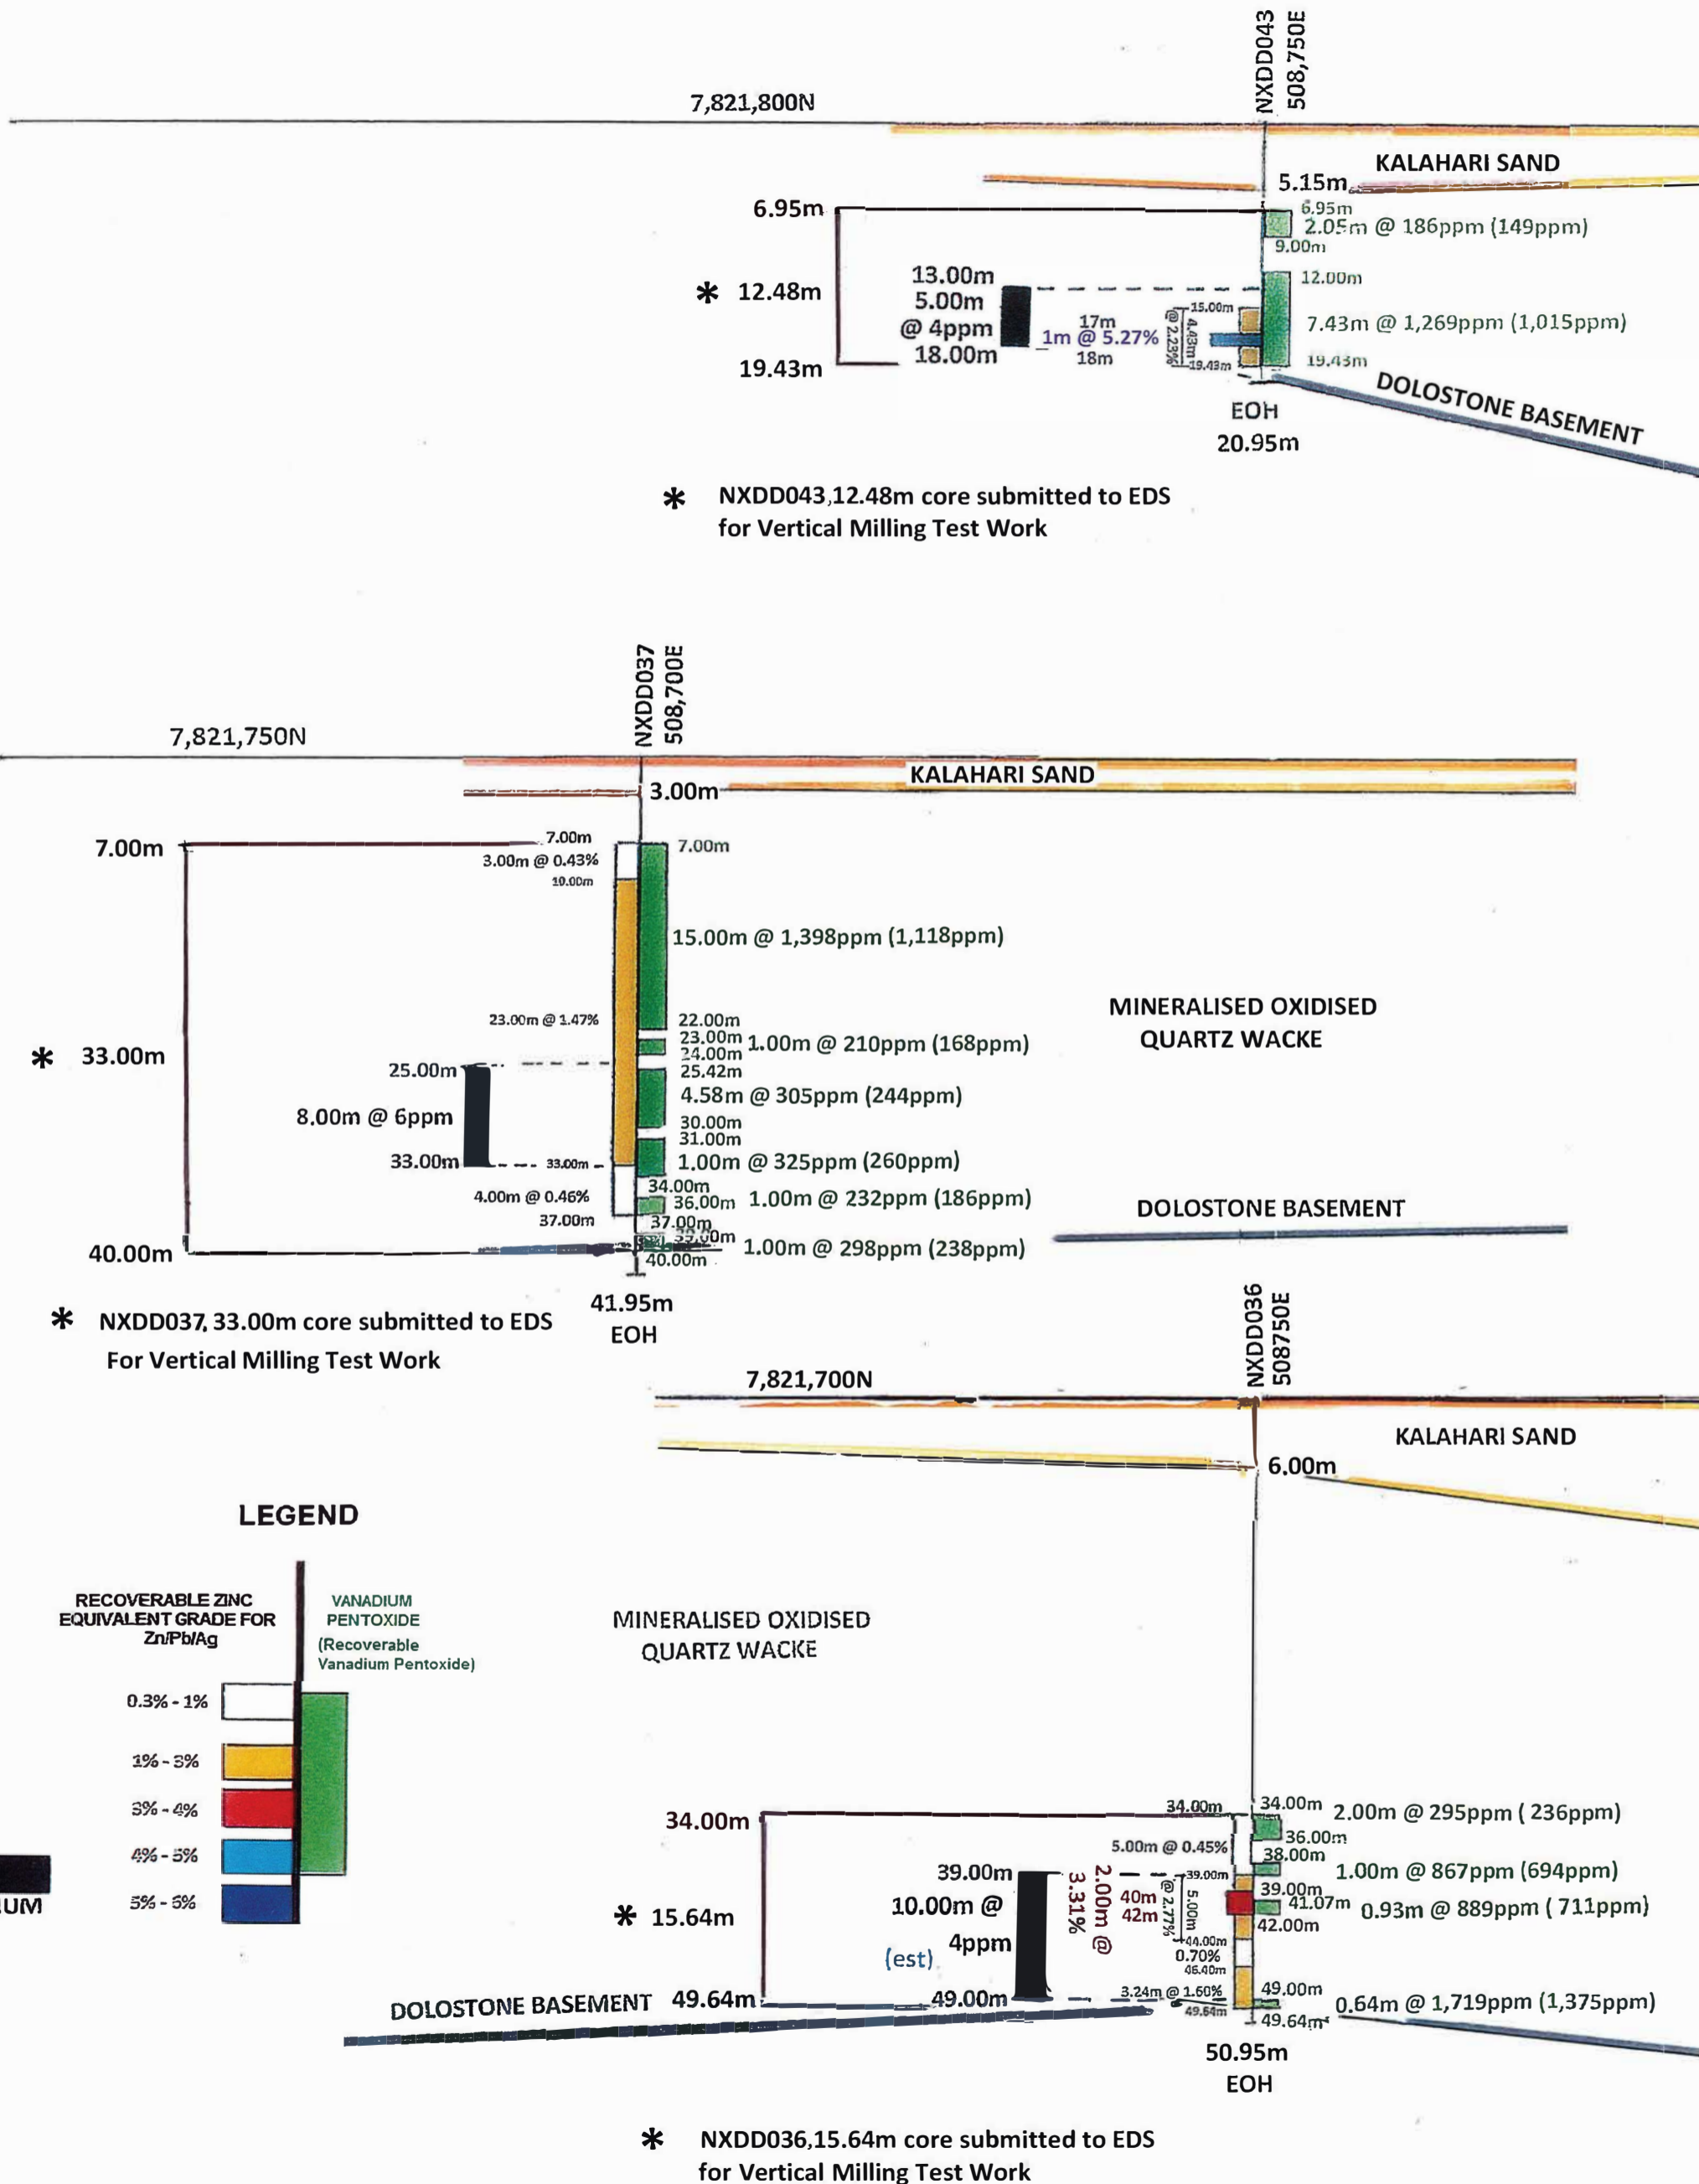 NXDD043
508,750E
7,821,800N
KALAHARI SAND
5.15m
6.95m
6.95m
2.05m @ 186ppm (149ppm)
9.00m
* 12.48m
13.00m
5.00m
@ 4ppm
18.00m
17m
1m @ 5.27%
18m
15.00m
4.43m
@ 2.23%
19.43m
12.00m
7.43m @ 1,269ppm (1,015ppm)
19.43m
19.43m
DOLOSTONE BASEMENT
EOH
20.95m
* NXDD043,12.48m core submitted to EDS
for Vertical Milling Test Work
NXDD037
508,700E
7,821,750N
KALAHARI SAND
3.00m
7.00m
7.00m
3.00m @ 0.43%
10.00m
7.00m
15.00m @ 1,398ppm (1,118ppm)
23.00m @ 1.47%
22.00m
23.00m
1.00m @ 210ppm (168ppm)
24.00m
25.42m
4.58m @ 305ppm (244ppm)
30.00m
31.00m
1.00m @ 325ppm (260ppm)
34.00m
36.00m
1.00m @ 232ppm (186ppm)
37.00m
39.00m
1.00m @ 298ppm (238ppm)
40.00m
* 33.00m
25.00m
8.00m @ 6ppm
33.00m
33.00m
4.00m @ 0.46%
37.00m
40.00m
MINERALISED OXIDISED
QUARTZ WACKE
DOLOSTONE BASEMENT
41.95m
EOH
* NXDD037, 33.00m core submitted to EDS
For Vertical Milling Test Work
NXDD036
508750E
7,821,700N
KALAHARI SAND
6.00m
LEGEND
RECOVERABLE ZINC
EQUIVALENT GRADE FOR
Zn/Pb/Ag
VANADIUM
PENTOXIDE
(Recoverable
Vanadium Pentoxide)
0.3% - 1%
1% - 3%
3% - 4%
4% - 5%
5% - 6%
IUM
MINERALISED OXIDISED
QUARTZ WACKE
34.00m
34.00m
5.00m @ 0.45%
34.00m
2.00m @ 295ppm ( 236ppm)
36.00m
38.00m
1.00m @ 867ppm (694ppm)
39.00m
41.07m
0.93m @ 889ppm ( 711ppm)
42.00m
* 15.64m
39.00m
10.00m @
4ppm
(est)
49.00m
2.00m @
3.31%
40m
42m
39.00m
5.00m
@ 2.77%
44.00m
0.70%
46.40m
3.24m @ 1.60%
49.64m
49.00m
0.64m @ 1,719ppm (1,375ppm)
49.64m
DOLOSTONE BASEMENT
49.64m
50.95m
EOH
* NXDD036,15.64m core submitted to EDS
for Vertical Milling Test Work